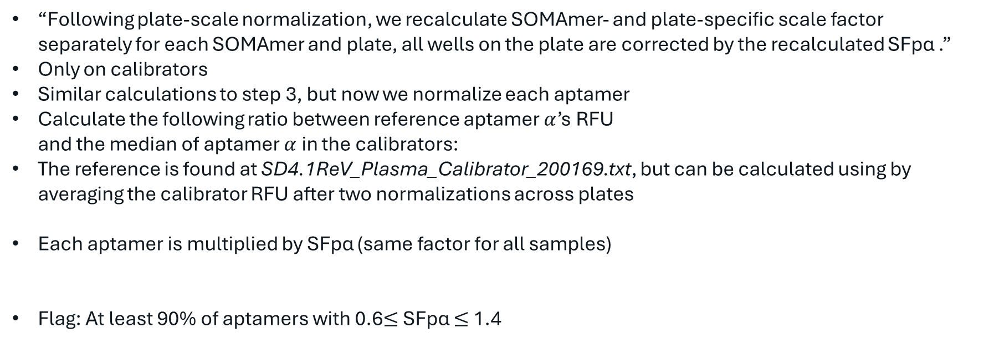 • “Following plate-scale normalization, we recalculate SOMAmer- and plate-specific scale factor
separately for each SOMAmer and plate, all wells on the plate are corrected by the recalculated SFpα .”
• Only on calibrators
• Similar calculations to step 3, but now we normalize each aptamer
• Calculate the following ratio between reference aptamer 𝛼’s RFU
and the median of aptamer 𝛼 in the calibrators:
• The reference is found at SD4.1ReV_Plasma_Calibrator_200169.txt, but can be calculated using by
averaging the calibrator RFU after two normalizations across plates
• Each aptamer is multiplied by SFpα (same factor for all samples)
• Flag: At least 90% of aptamers with 0.6≤ SFpα ≤ 1.4